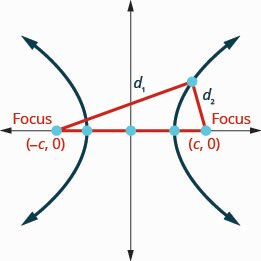 d₁
d₂
Focus Focus
(–c, 0) (c, 0)